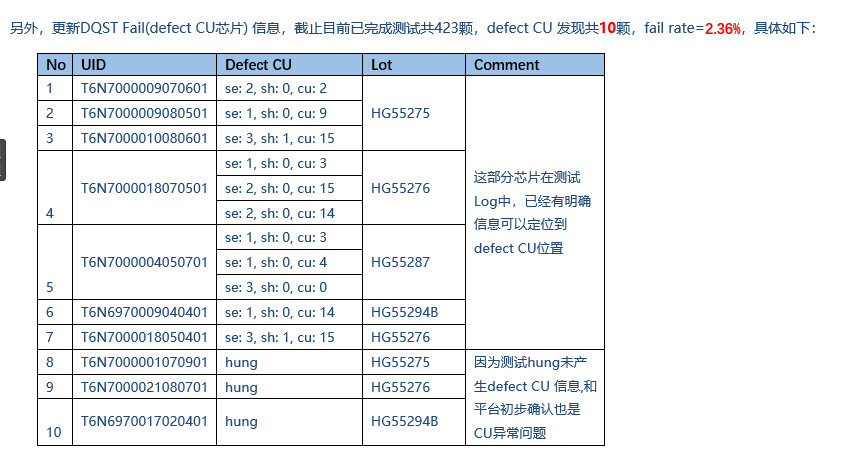 另外，更新DQST Fail(defect CU芯片) 信息，截止目前已完成测试共423颗，defect CU 发现共10颗，fail rate=2.36%，具体如下：
No UID Defect CU Lot Comment
1 T6N7000009070601 se: 2, sh: 0, cu: 2
2 T6N7000009080501 se: 1, sh: 0, cu: 9 HG55275
3 T6N7000010080601 se: 3, sh: 1, cu: 15
se: 1, sh: 0, cu: 3
4 T6N7000018070501 se: 2, sh: 0, cu: 15 HG55276
se: 2, sh: 0, cu: 14
se: 1, sh: 0, cu: 3
5 T6N7000004050701 se: 1, sh: 0, cu: 4 HG55287
se: 3, sh: 0, cu: 0
6 T6N6970009040401 se: 1, sh: 0, cu: 14 HG55294B
7 T6N7000018050401 se: 3, sh: 1, cu: 15 HG55276
这部分芯片在测试
Log中，已经有明确
信息可以定位到
defect CU位置
8 T6N7000001070901 hung HG55275
9 T6N7000021080701 hung HG55276
10 T6N6970017020401 hung HG55294B
因为测试hung未产
生defect CU 信息,和
平台初步确认也是
CU异常问题